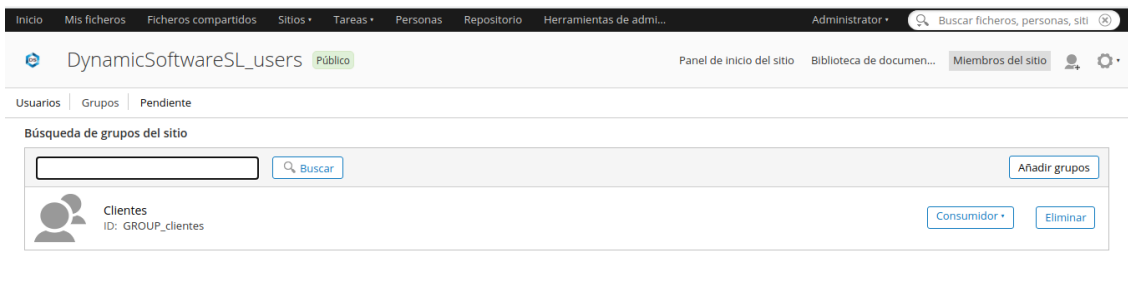 Inicio Mis ficheros Ficheros compartidos Sitios Tareas Personas Repositorio Herramientas de admi... Administrator Buscar ficheros, personas, siti
DynamicSoftwareSL_users Público Panel de inicio del sitio Biblioteca de documen... Miembros del sitio
Usuarios Grupos Pendiente
Búsqueda de grupos del sitio
Buscar Añadir grupos
Clientes
ID: GROUP_clientes
Consumidor Eliminar